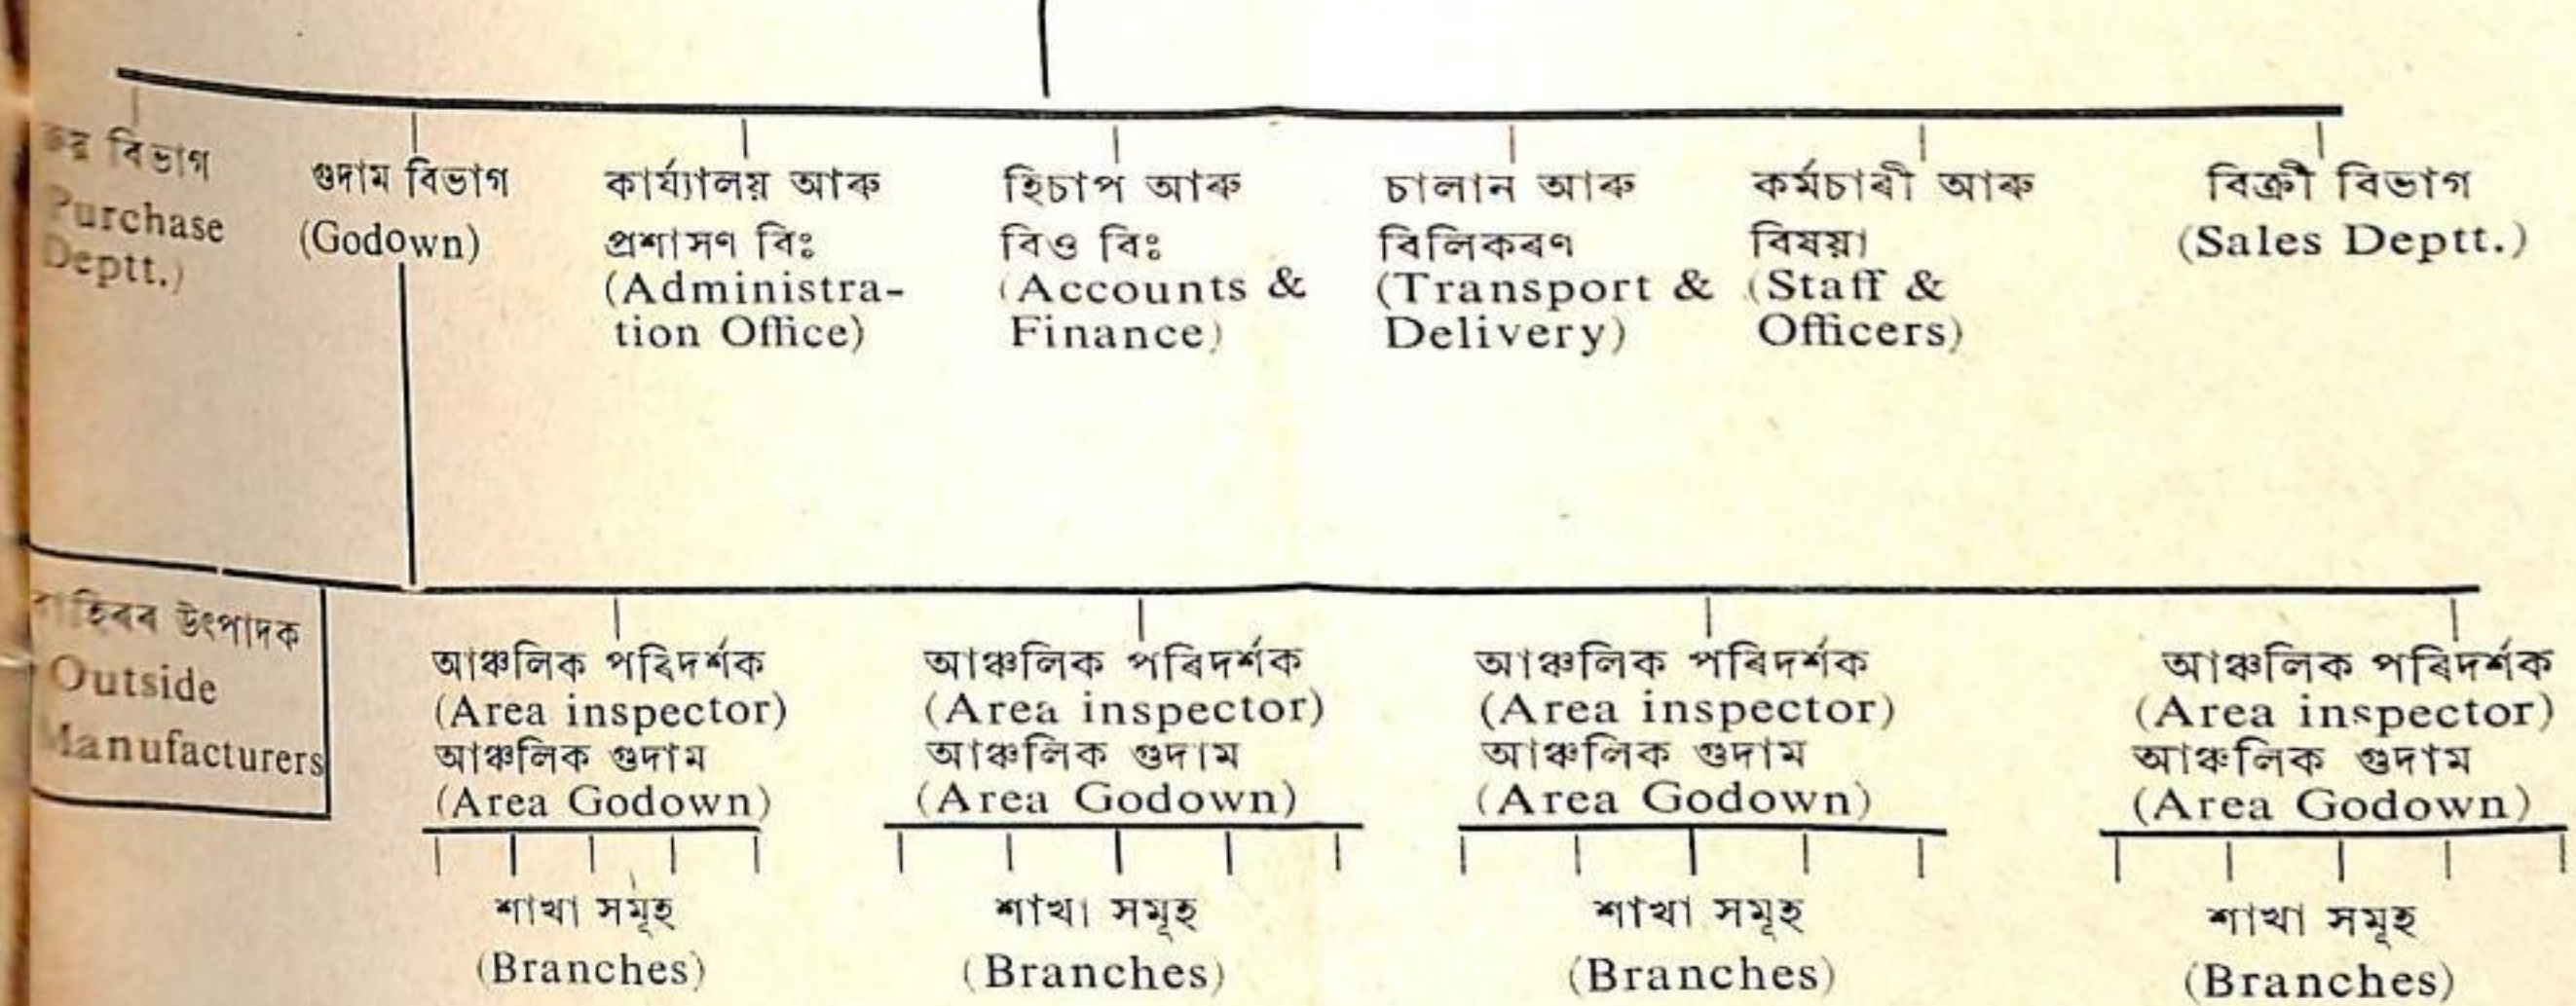 বিভাগ
Purchase
Deptt.)
গুদাম বিভাগ
(Godown)
কার্য্যালয় আৰু
প্ৰশাসণ বিঃ
(Administra-
tion Office)
হিচাপ আৰু
বিও বিঃ
(Accounts &
Finance)
চালান আৰু
বিলিকৰণ
(Transport &
Delivery)
কৰ্মচাৰী আৰু
বিষয়া
(Staff &
Officers)
বিক্ৰী বিভাগ
(Sales Deptt.)
বাহিৰৰ উৎপাদক
Outside
Manufacturers
আঞ্চলিক পৰিদৰ্শক
(Area inspector)
আঞ্চলিক গুদাম
(Area Godown)
শাখা সমূহ
(Branches)
আঞ্চলিক পৰিদৰ্শক
(Area inspector)
আঞ্চলিক গুদাম
(Area Godown)
শাখা সমূহ
(Branches)
আঞ্চলিক পৰিদৰ্শক
(Area inspector)
আঞ্চলিক গুদাম
(Area Godown)
শাখা সমূহ
(Branches)
আঞ্চলিক পৰিদৰ্শক
(Area inspector)
আঞ্চলিক গুদাম
(Area Godown)
শাখা সমূহ
(Branches)